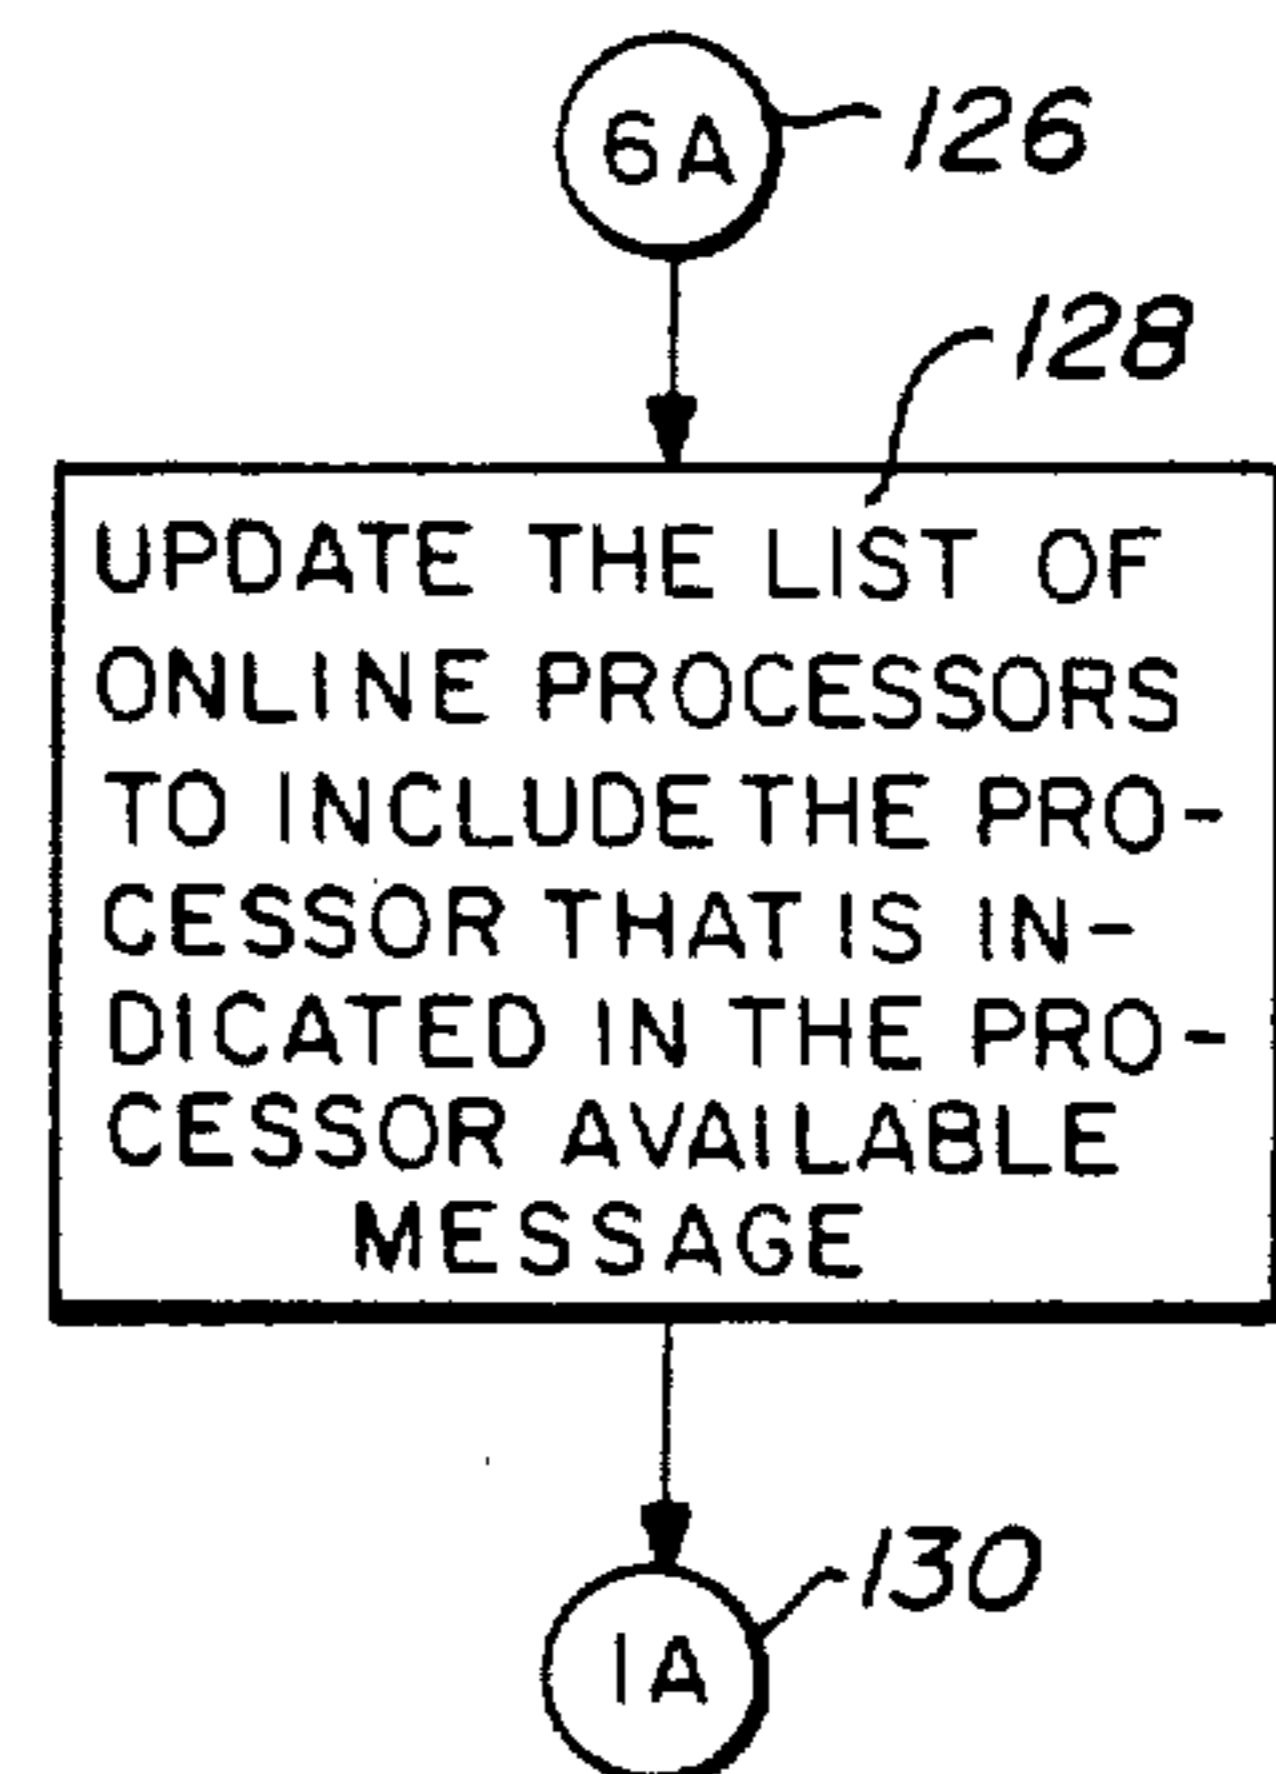 6A
126
128
UPDATE THE LIST OF
ONLINE PROCESSORS
TO INCLUDE THE PRO-
CESSOR THAT IS IN-
DICATED IN THE PRO-
CESSOR AVAILABLE
MESSAGE
130
1A